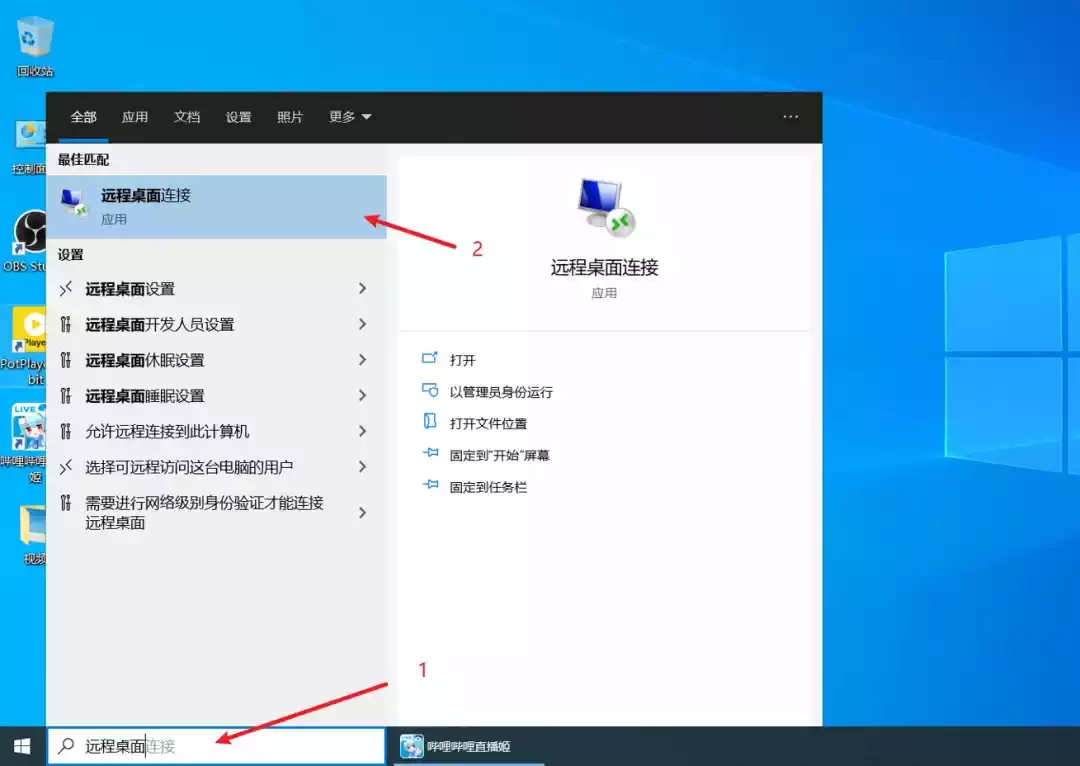 回收站
控制面
OBS Stu
Playe
PotPlaye
bit
LIVE
哔哩哔哩
姬
视频
全部 应用 文档 设置 照片 更多 ···
最佳匹配
远程桌面连接
应用
设置
远程桌面设置
远程桌面开发人员设置
远程桌面休眠设置
远程桌面睡眠设置
允许远程连接到此计算机
选择可远程访问这台电脑的用户
需要进行网络级别身份验证才能连接
远程桌面
2
远程桌面连接
应用
打开
以管理员身份运行
打开文件位置
固定到"开始"屏幕
固定到任务栏
1
远程桌面连接
哔哩哔哩直播姬